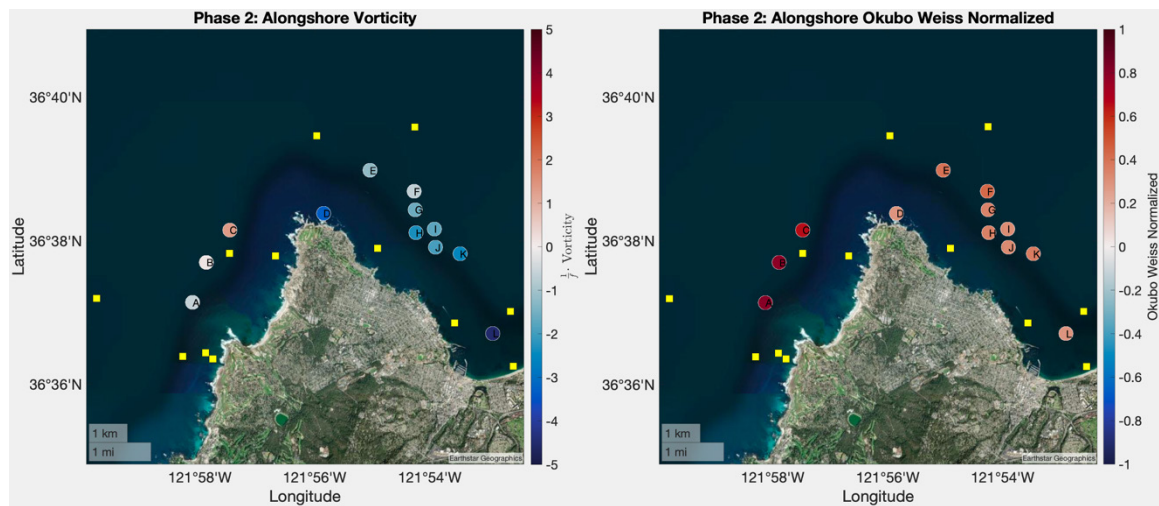 Phase 2: Alongshore Vorticity
36°40'N
36°38'N
36°36'N
Latitude
E
F
G
D
C
H
I
J
K
B
A
L
1 km
1 mi
Earthstar Geographics
121°58'W
121°56'W
121°54'W
Longitude
5
4
3
2
1
0
-1
-2
-3
-4
-5
1/f · Vorticity
Phase 2: Alongshore Okubo Weiss Normalized
36°40'N
36°38'N
36°36'N
Latitude
E
F
G
D
C
H
I
J
K
B
A
L
1 km
1 mi
Earthstar Geographics
121°58'W
121°56'W
121°54'W
Longitude
1
0.8
0.6
0.4
0.2
0
-0.2
-0.4
-0.6
-0.8
-1
Okubo Weiss Normalized